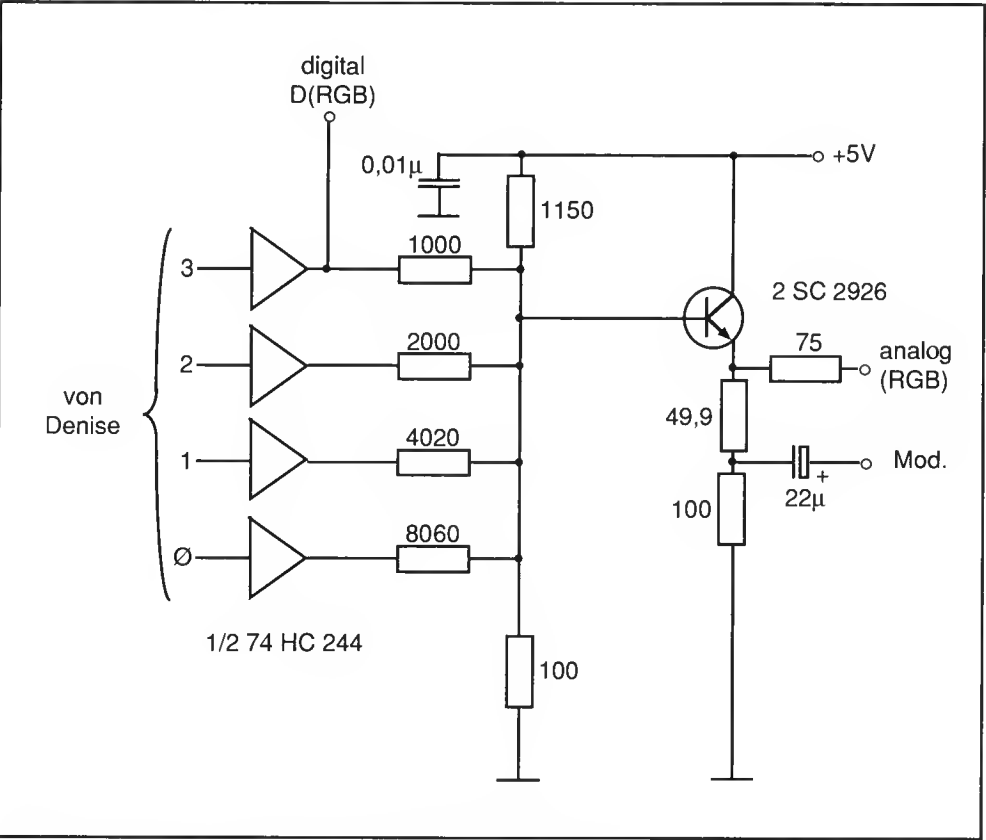 digital
D(RGB)
0,01µ
+5V
1150
1000
3
2 SC 2926
2000
2
75
analog
(RGB)
von
Denise
49,9
4020
1
Mod.
+
22µ
100
8060
Ø
1/2 74 HC 244
100